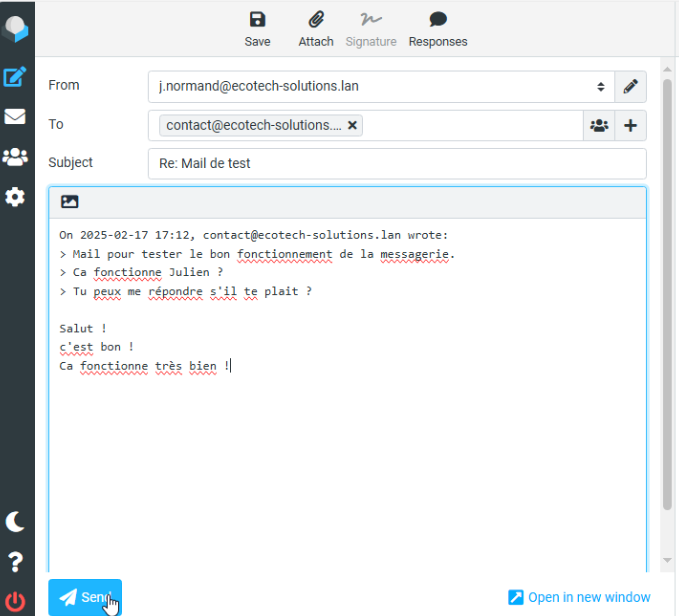 Save Attach Signature Responses
From j.normand@ecotech-solutions.lan
To contact@ecotech-solutions....
Subject Re: Mail de test
On 2025-02-17 17:12, contact@ecotech-solutions.lan wrote:
> Mail pour tester le bon fonctionnement de la messagerie.
> Ca fonctionne Julien ?
> Tu peux me répondre s'il te plait ?
Salut !
c'est bon !
Ca fonctionne très bien !
Send Open in new window